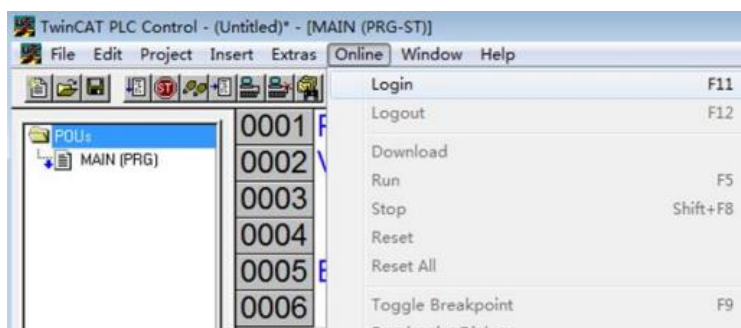 TwinCAT PLC Control - (Untitled)* - [MAIN (PRG-ST)]
File Edit Project Insert Extras Online Window Help
Login F11
Logout F12
Download
Run F5
Stop Shift+F8
Reset
Reset All
Toggle Breakpoint F9
POUs
MAIN (PRG)
0001
0002
0003
0004
0005
0006